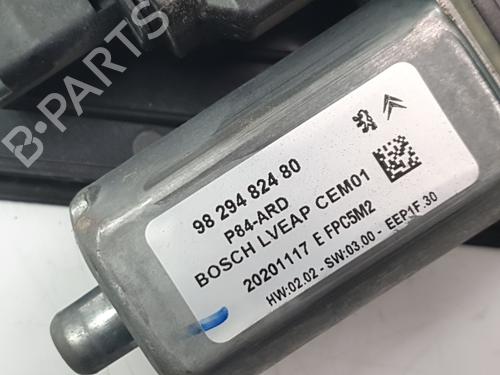 98 294 824 80
P84-ARD
BOSCH LVEAP CEM01
20201117 E FPC5M2
HW:02.02 - SW:03.00 - EEP1F.30
B-PARTS